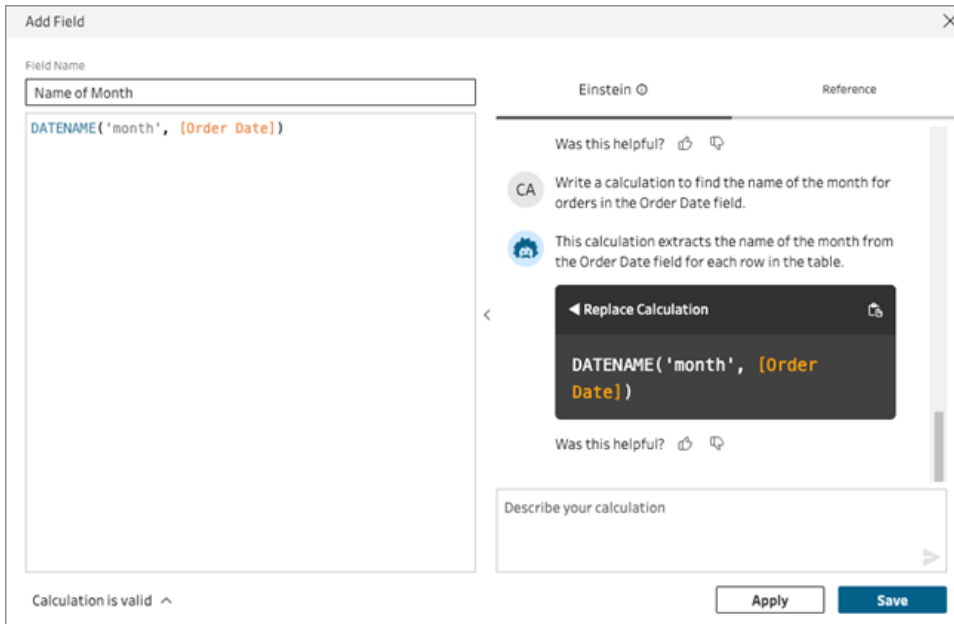 Add Field
Field Name
Name of Month
DATENAME('month', [Order Date])
Einstein
Reference
Was this helpful?
CA
Write a calculation to find the name of the month for
orders in the Order Date field.
This calculation extracts the name of the month from
the Order Date field for each row in the table.
Replace Calculation
DATENAME('month', [Order
Date])
Was this helpful?
Describe your calculation
Calculation is valid
Apply
Save